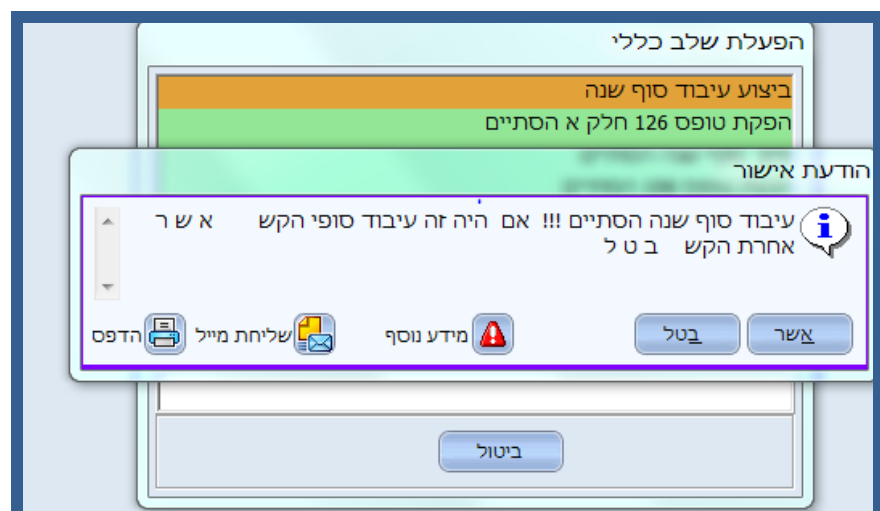 הפעלת שלב כללי
ביצוע עיבוד סוף שנה
הפקת טופס 126 חלק א הסתיים
הודעת אישור
עיבוד סוף שנה הסתיים !!! אם היה זה עיבוד סופי הקש א ש ר
אחרת הקש ב ט ל
אשר
בטל
מידע נוסף
שליחת מייל
הדפס
ביטול